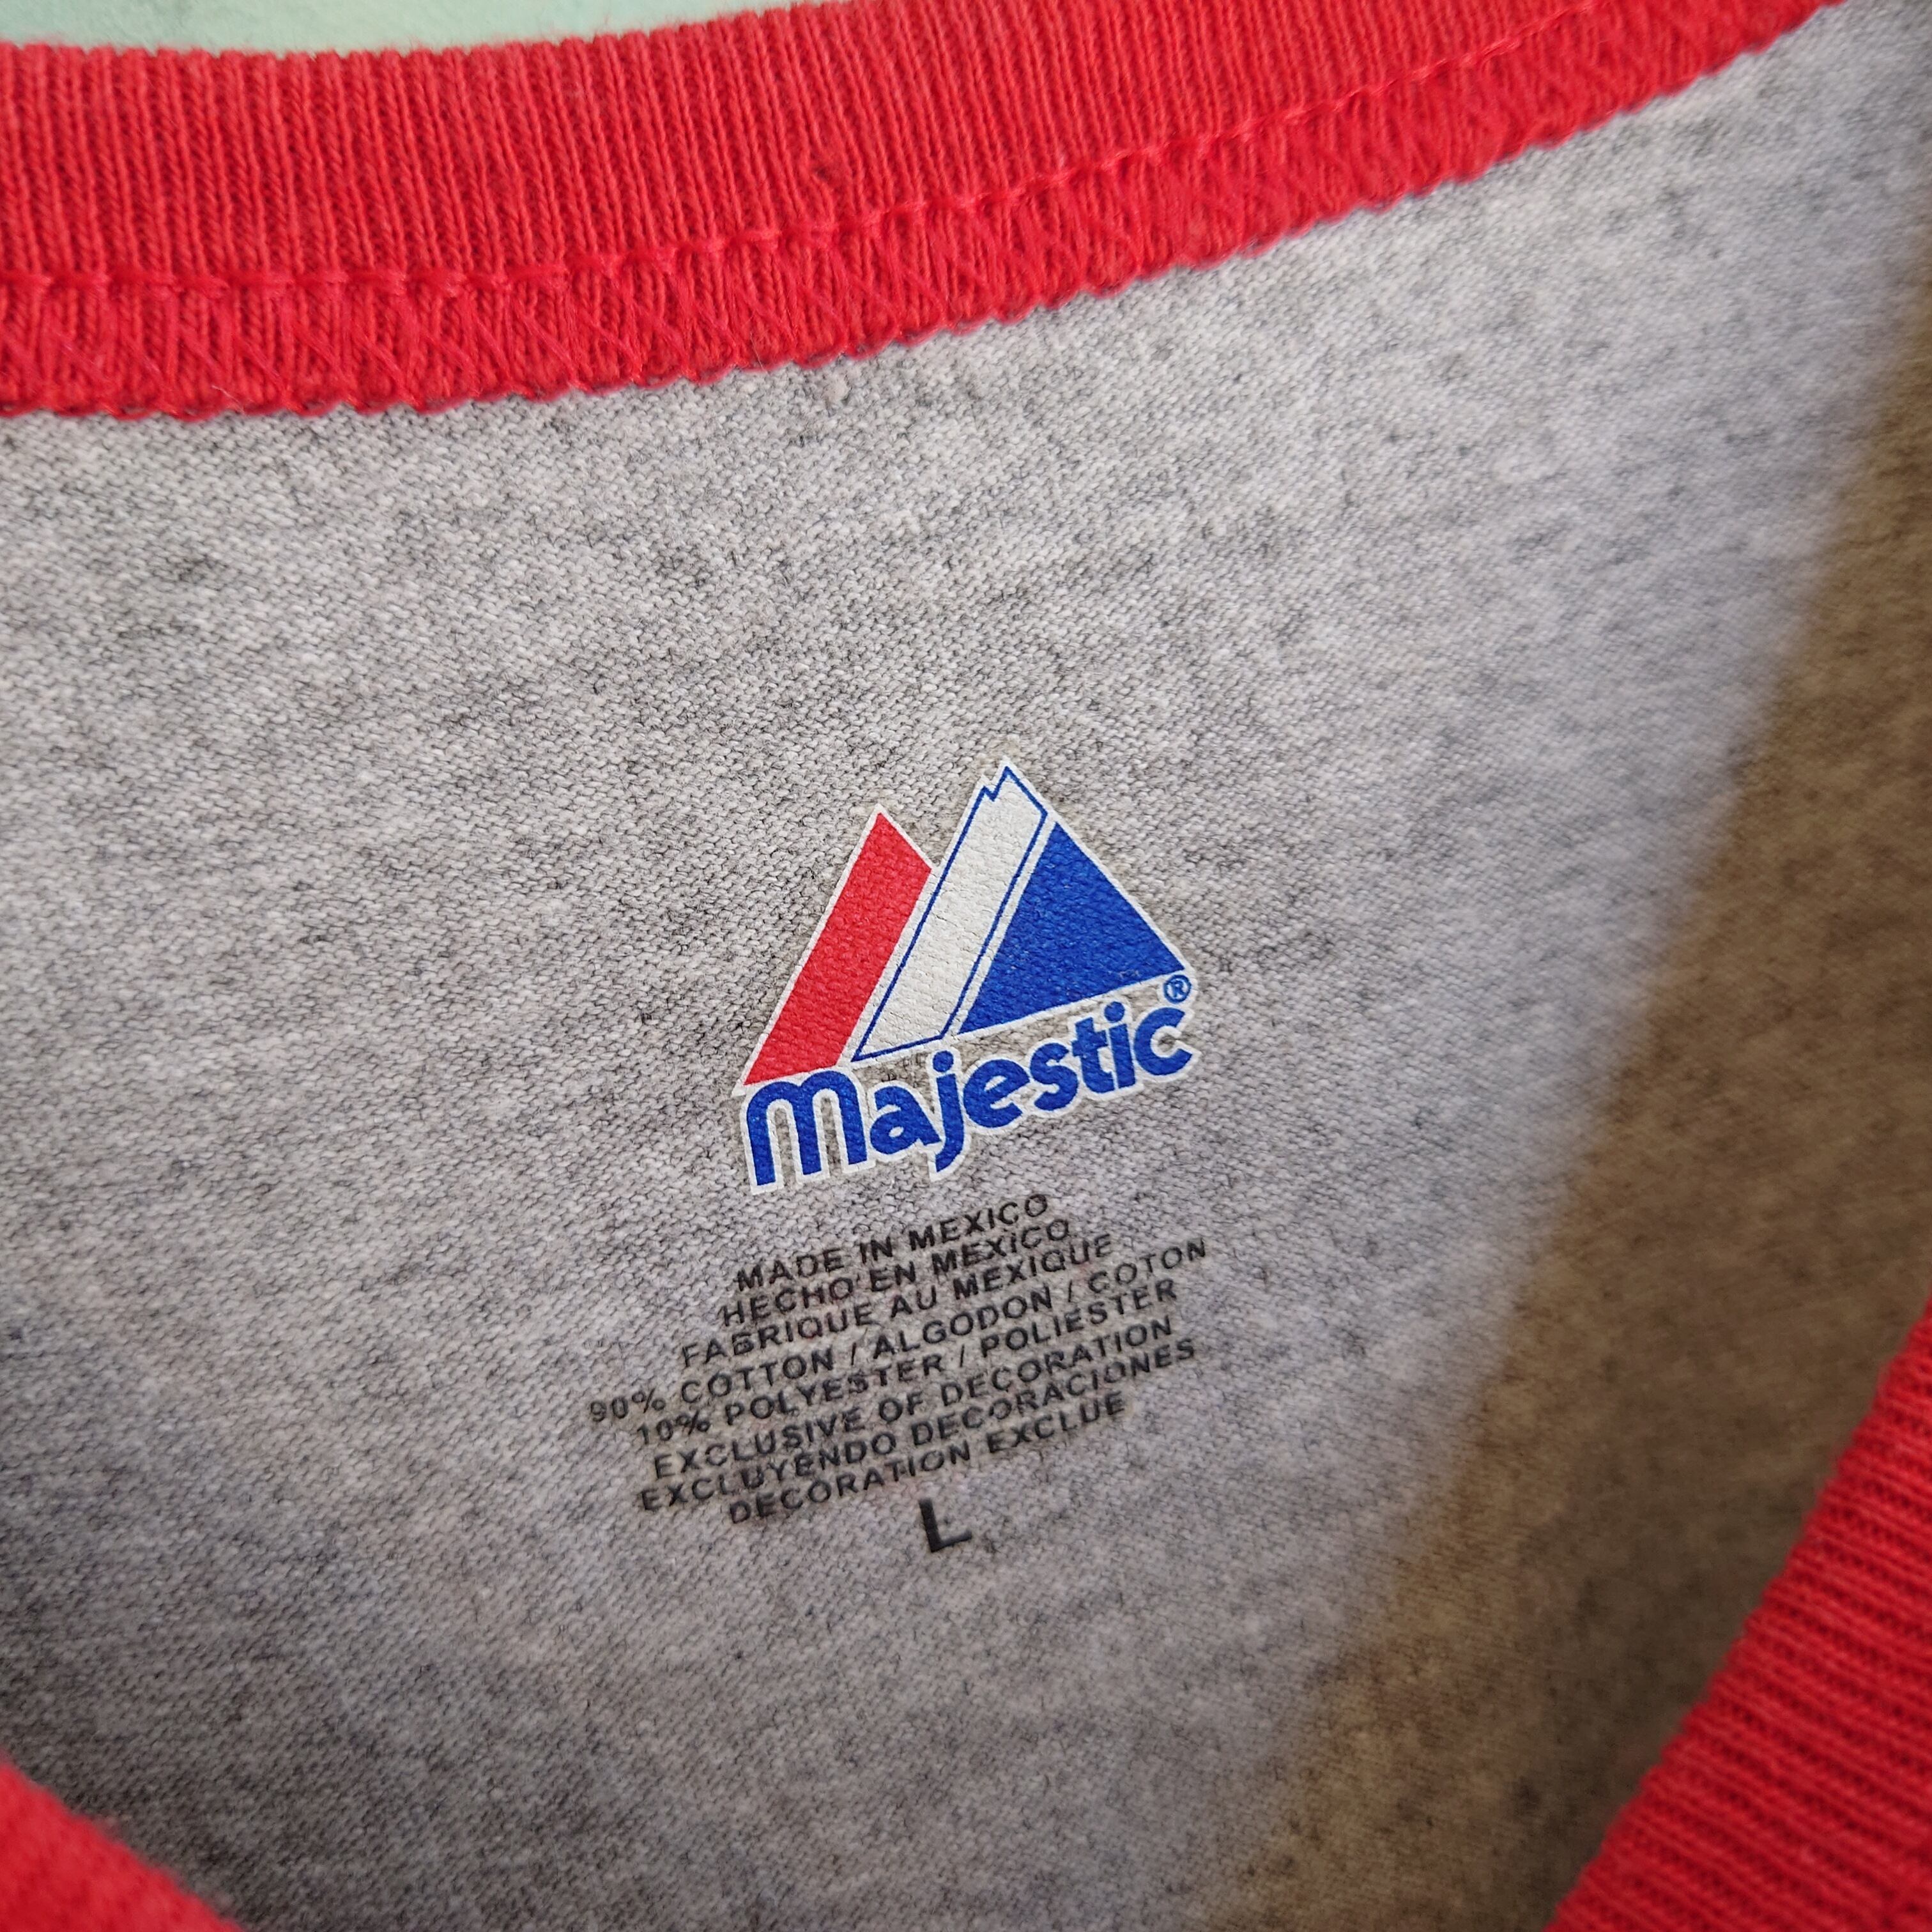 Majestic®
MADE IN MEXICO
HECHO EN MEXICO
FABRIQUE AU MEXIQUE
90% COTTON / ALGODON / COTON
10% POLYESTER / POLIESTER
EXCLUSIVE OF DECORATION
EXCLUYENDO DECORACIONES
DECORATION EXCLUE
L